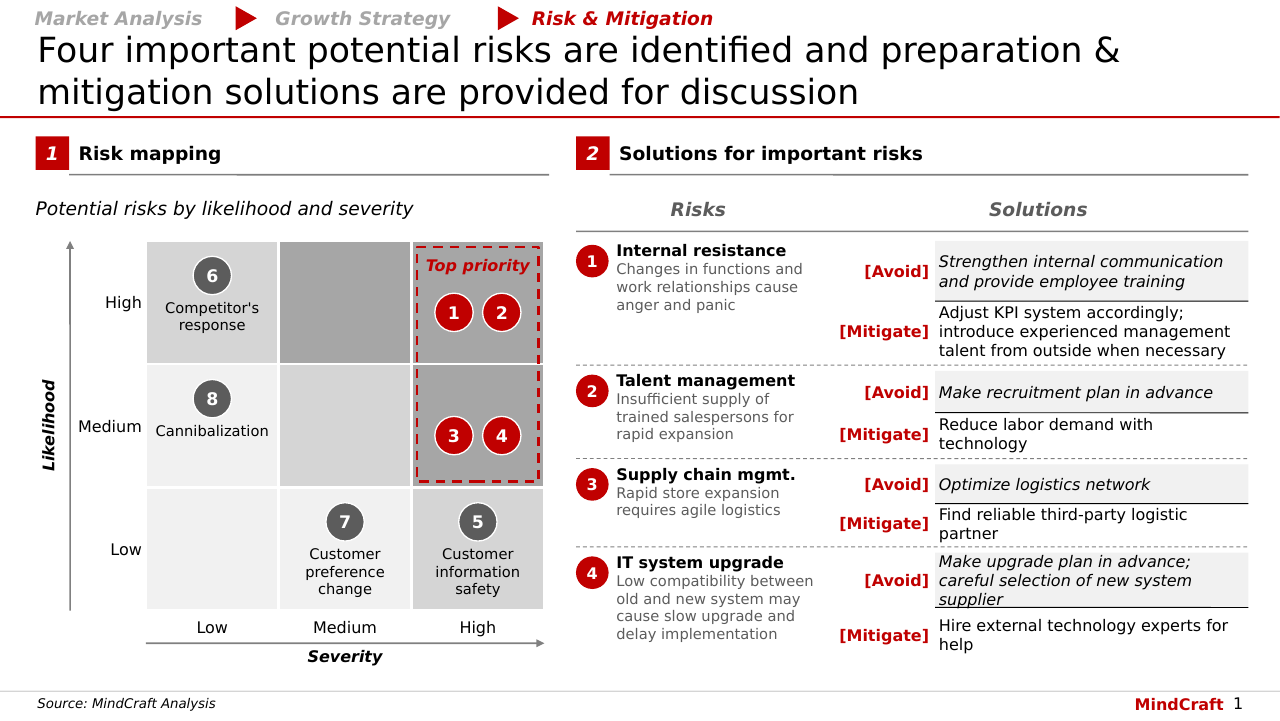 Market Analysis
Growth Strategy
Risk & Mitigation
Four important potential risks are identified and preparation &
mitigation solutions are provided for discussion
1 Risk mapping
Potential risks by likelihood and severity
Likelihood
High
Medium
Low
6
Competitor's
response
Top priority
1 2
8
Cannibalization
3 4
7
Customer
preference
change
5
Customer
information
safety
Low
Medium
High
Severity
2 Solutions for important risks
Risks
Solutions
1
Internal resistance
Changes in functions and
work relationships cause
anger and panic
[Avoid]
Strengthen internal communication
and provide employee training
[Mitigate]
Adjust KPI system accordingly;
introduce experienced management
talent from outside when necessary
2
Talent management
Insufficient supply of
trained salespersons for
rapid expansion
[Avoid]
Make recruitment plan in advance
[Mitigate]
Reduce labor demand with
technology
3
Supply chain mgmt.
Rapid store expansion
requires agile logistics
[Avoid]
Optimize logistics network
[Mitigate]
Find reliable third-party logistic
partner
4
IT system upgrade
Low compatibility between
old and new system may
cause slow upgrade and
delay implementation
[Avoid]
Make upgrade plan in advance;
careful selection of new system
supplier
[Mitigate]
Hire external technology experts for
help
Source: MindCraft Analysis
MindCraft 1